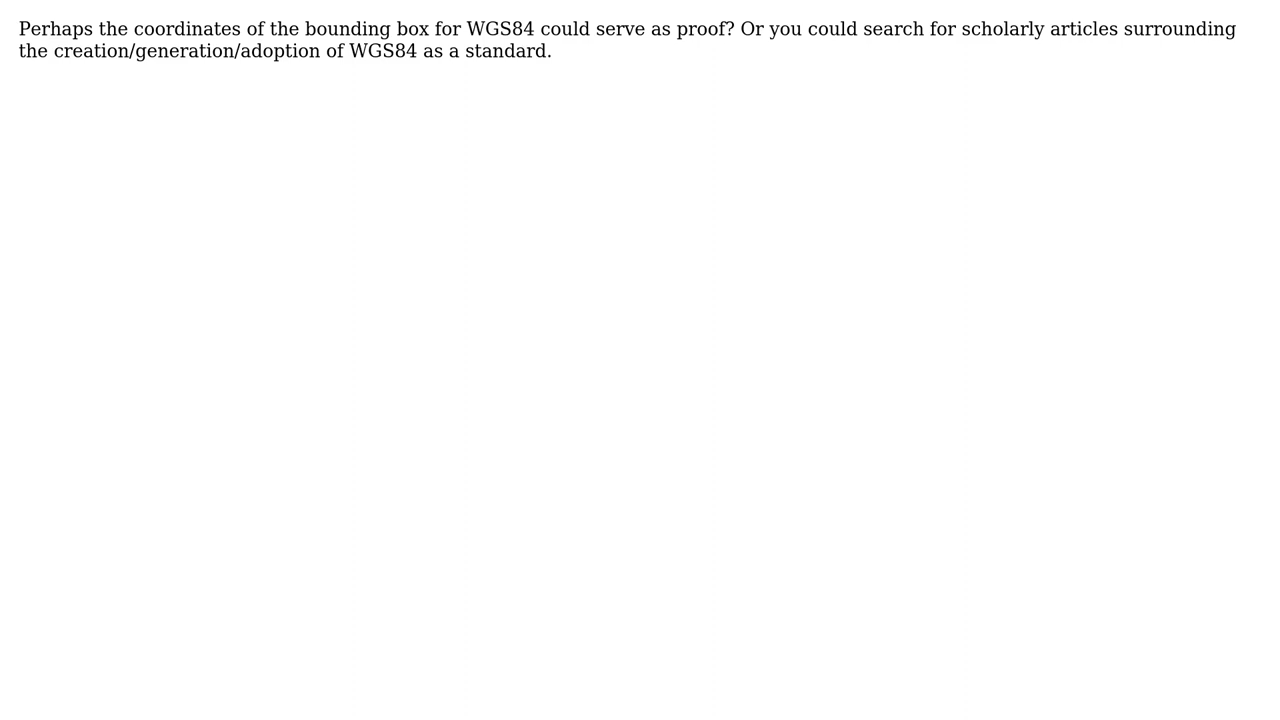 Perhaps the coordinates of the bounding box for WGS84 could serve as proof? Or you could search for scholarly articles surrounding
the creation/generation/adoption of WGS84 as a standard.